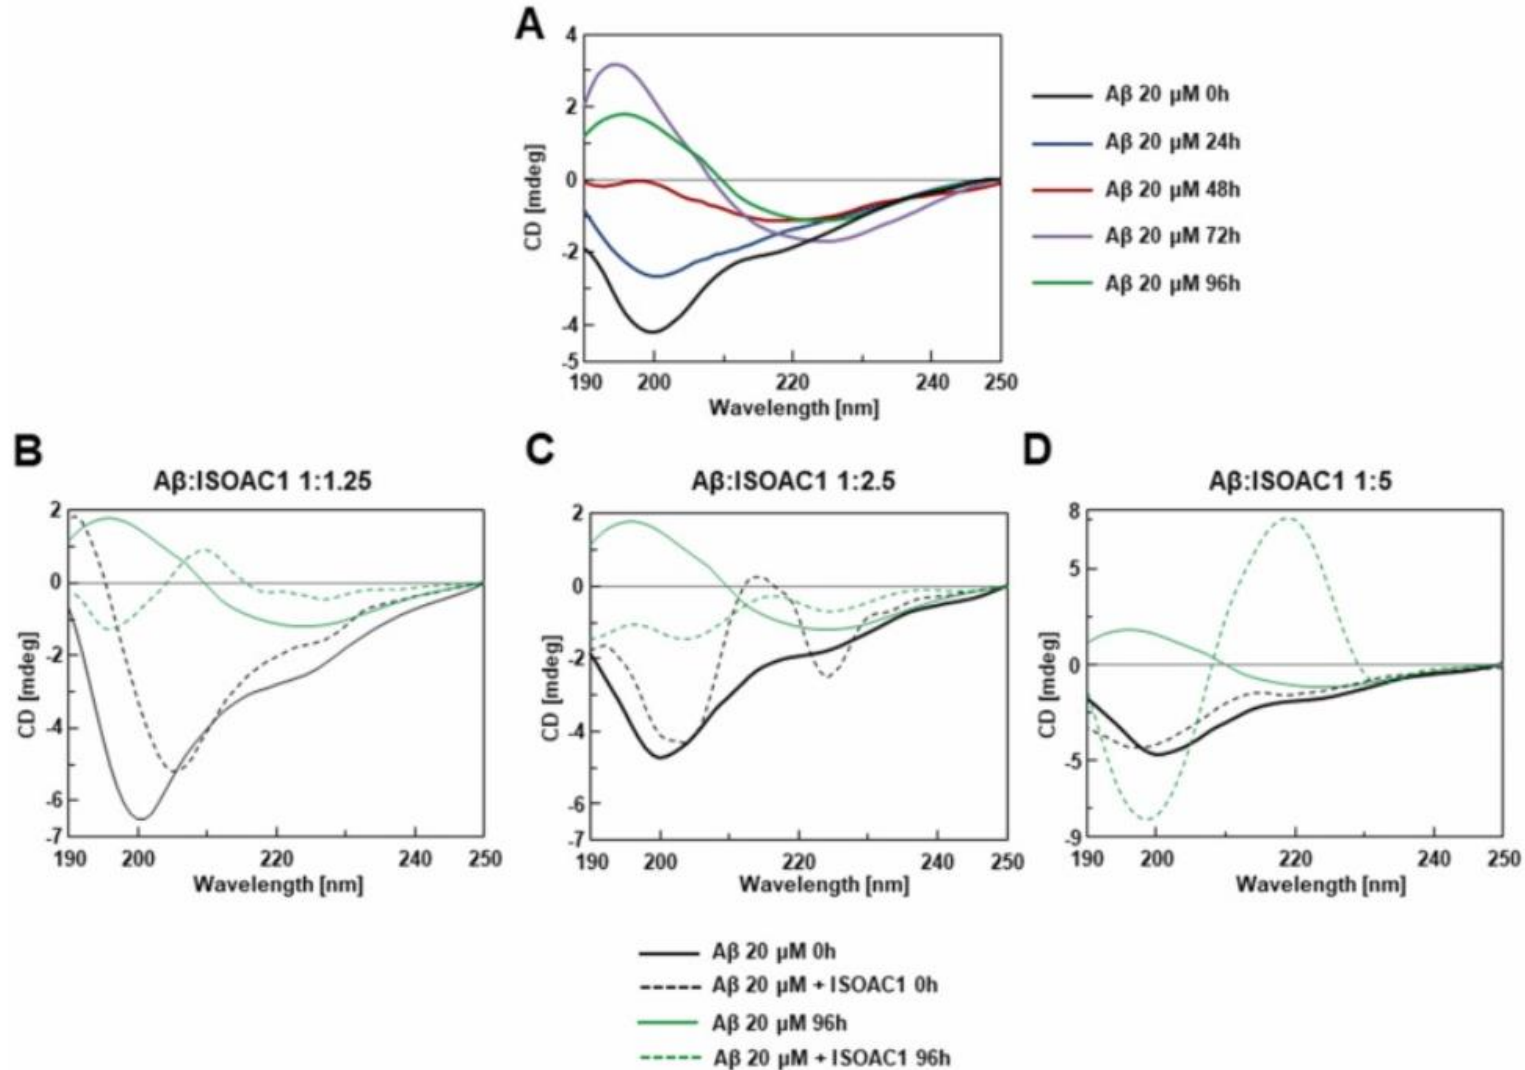 A
4
2
0
-2
-4
-5
CD [mdeg]
190 200 220 240 250
Wavelength [nm]
Aβ 20 µM 0h
Aβ 20 µM 24h
Aβ 20 µM 48h
Aβ 20 µM 72h
Aβ 20 µM 96h
B
Aβ:ISOAC1 1:1.25
2
0
-2
-4
-6
-7
CD [mdeg]
190 200 220 240 250
Wavelength [nm]
C
Aβ:ISOAC1 1:2.5
2
0
-2
-4
-6
-7
CD [mdeg]
190 200 220 240 250
Wavelength [nm]
D
Aβ:ISOAC1 1:5
8
5
0
-5
-9
CD [mdeg]
190 200 220 240 250
Wavelength [nm]
Aβ 20 µM 0h
Aβ 20 µM + ISOAC1 0h
Aβ 20 µM 96h
Aβ 20 µM + ISOAC1 96h